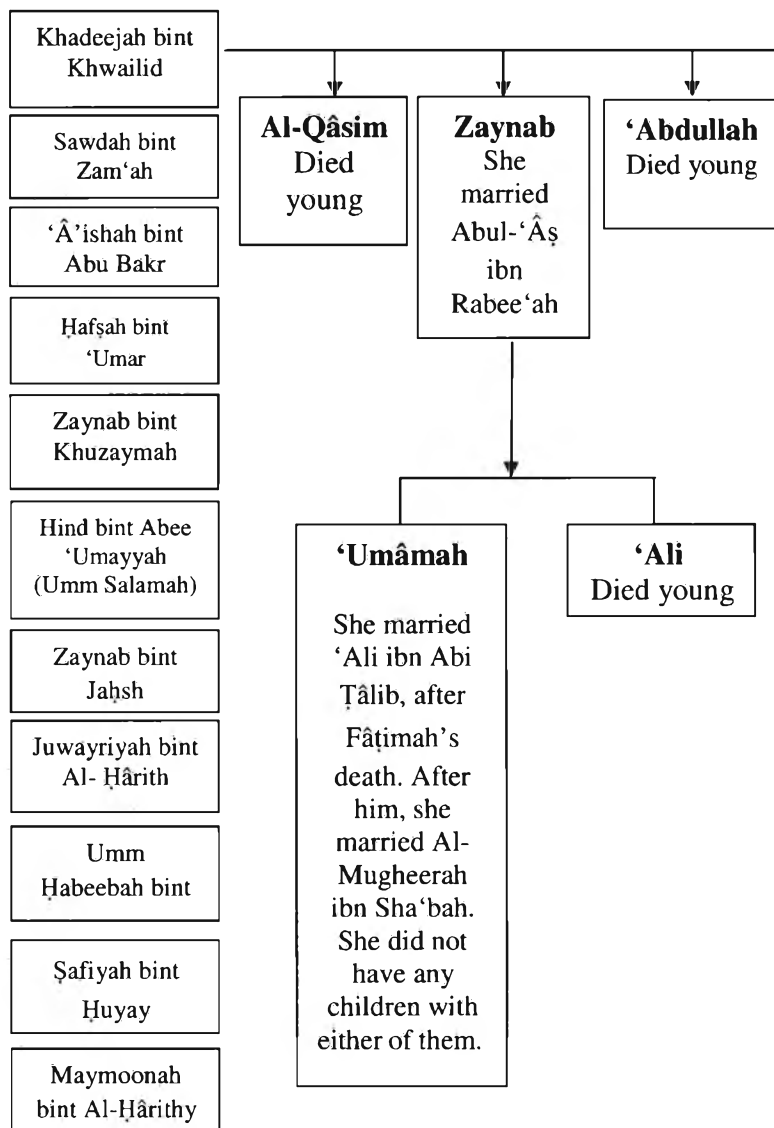 Khadeejah bint
Khwailid
Sawdah bint
Zam‘ah
‘Â’ishah bint
Abu Bakr
Ḥafṣah bint
‘Umar
Zaynab bint
Khuzaymah
Hind bint Abee
‘Umayyah
(Umm Salamah)
Zaynab bint
Jaḥsh
Juwayriyah bint
Al- Ḥârith
Umm
Ḥabeebah bint
Ṣafiyah bint
Ḥuyay
Maymoonah
bint Al-Ḥârithy
Al-Qâsim
Died
young
Zaynab
She
married
Abul-‘Âṣ
ibn
Rabee‘ah
‘Abdullah
Died young
‘Umâmah
She married
‘Ali ibn Abi
Ṭâlib, after
Fâṭimah’s
death. After
him, she
married Al-
Mugheerah
ibn Sha‘bah.
She did not
have any
children with
either of them.
‘Ali
Died young